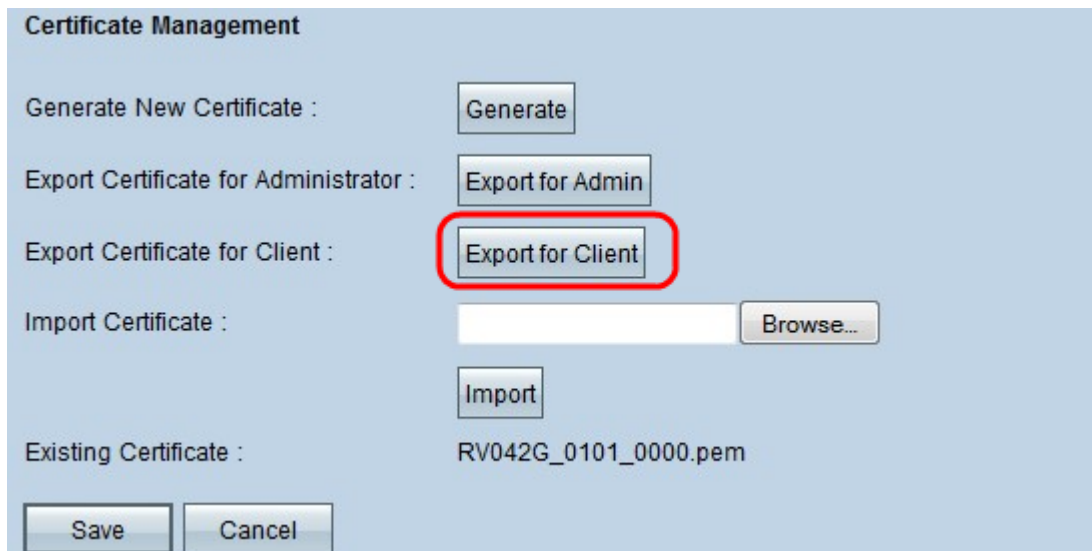 Certificate Management
Generate New Certificate : Generate
Export Certificate for Administrator : Export for Admin
Export Certificate for Client : Export for Client
Import Certificate : Browse...
Import
Existing Certificate : RV042G_0101_0000.pem
Save Cancel